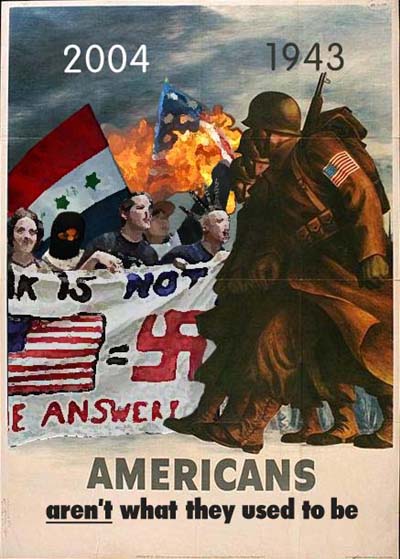 2004 1943
K IS NOT
=
E ANSWER!
AMERICANS
aren't what they used to be